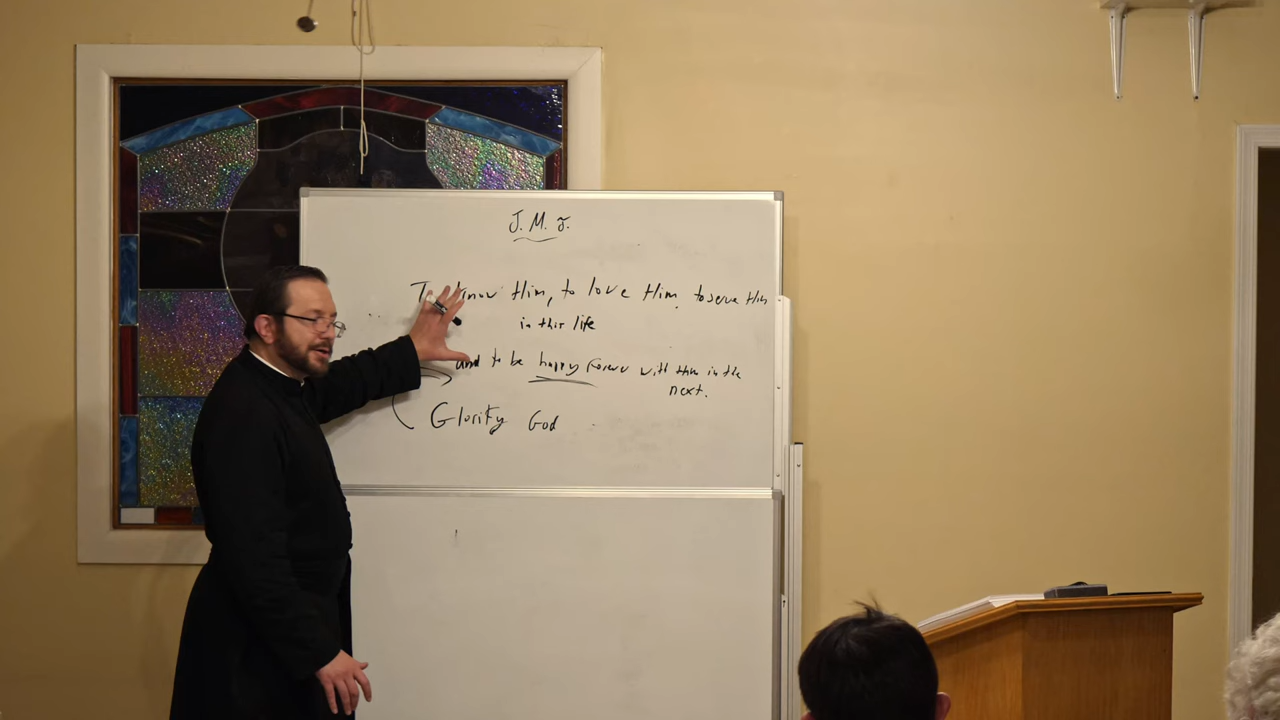 J. M. J.
To know Him, to love Him, to serve Him
in this life
and to be happy forever with Him in the
next.
Glorify God